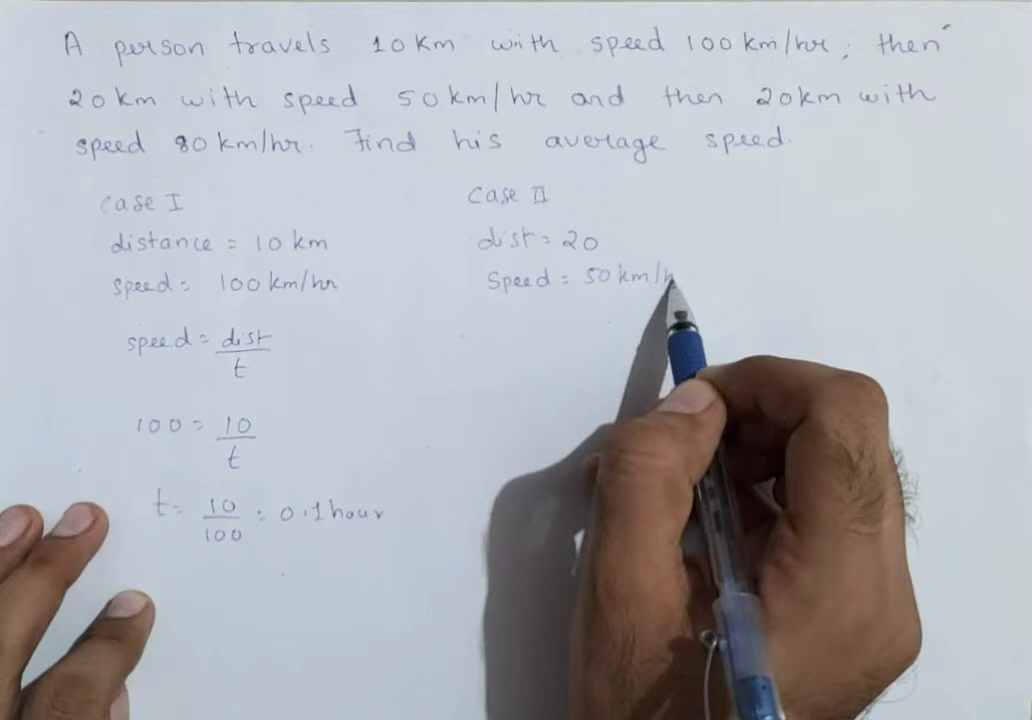 A person travels 10 km with speed 100 km/hr, then
20 km with speed 50 km/hr and then 20 km with
speed 80 km/hr. Find his average speed.
Case I
distance = 10 km
speed = 100 km/hr
speed = dist
t
100 = 10
t
t = 10 = 0.1 hour
100
Case II
dist = 20
Speed = 50 km/h